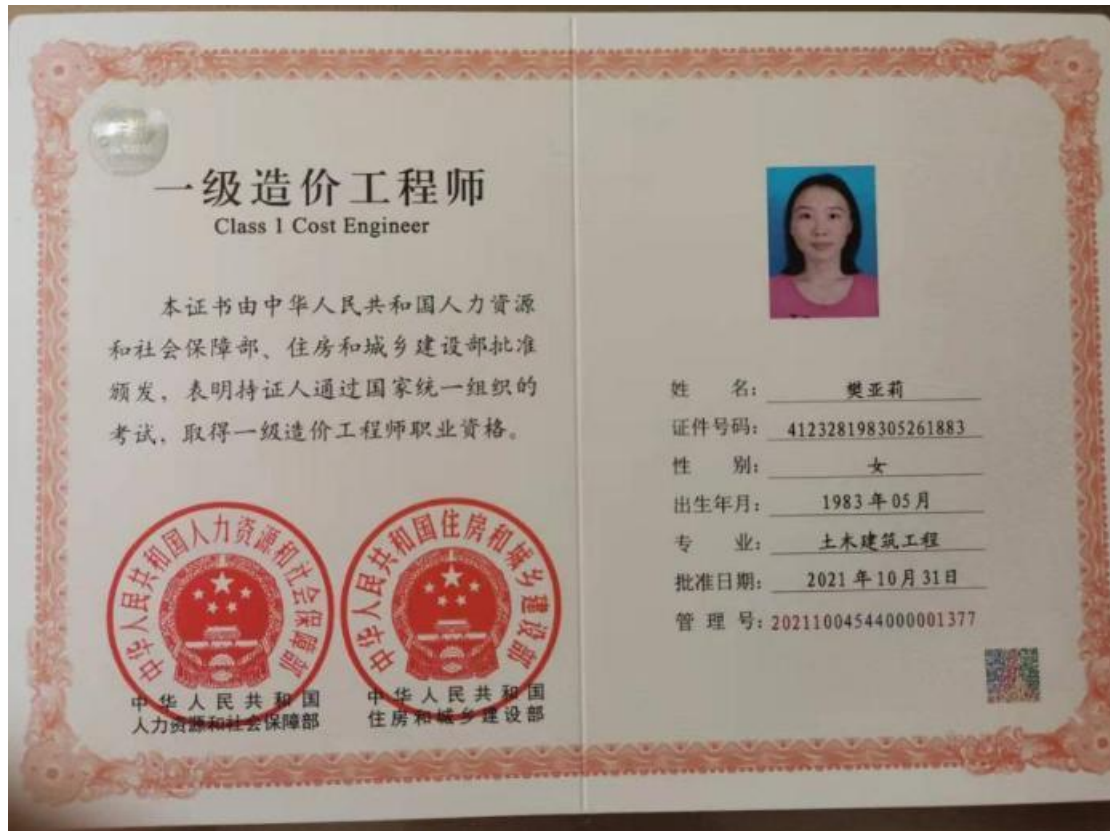 一级造价工程师
Class 1 Cost Engineer
本证书由中华人民共和国人力资源
和社会保障部、住房和城乡建设部批准
颁发，表明持证人通过国家统一组织的
考试，取得一级造价工程师职业资格。
中华人民共和国人力资源和社会保障部
中华人民共和国住房和城乡建设部
中华人民共和国
人力资源和社会保障部
中华人民共和国
住房和城乡建设部
姓 名：樊亚莉
证件号码：412328198305261883
性 别：女
出生年月：1983年05月
专 业：土木建筑工程
批准日期：2021年10月31日
管 理 号：20211004544000001377